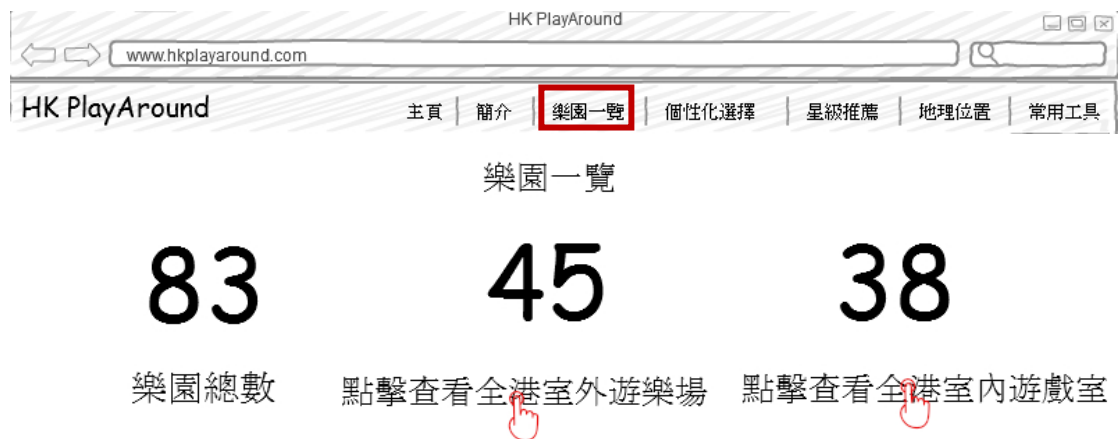 HK PlayAround
www.hkplayaround.com
HK PlayAround 主頁 簡介 樂園一覽 個性化選擇 星級推薦 地理位置 常用工具
樂園一覽
83 45 38
樂園總數 點擊查看全港室外遊樂場 點擊查看全港室內遊戲室